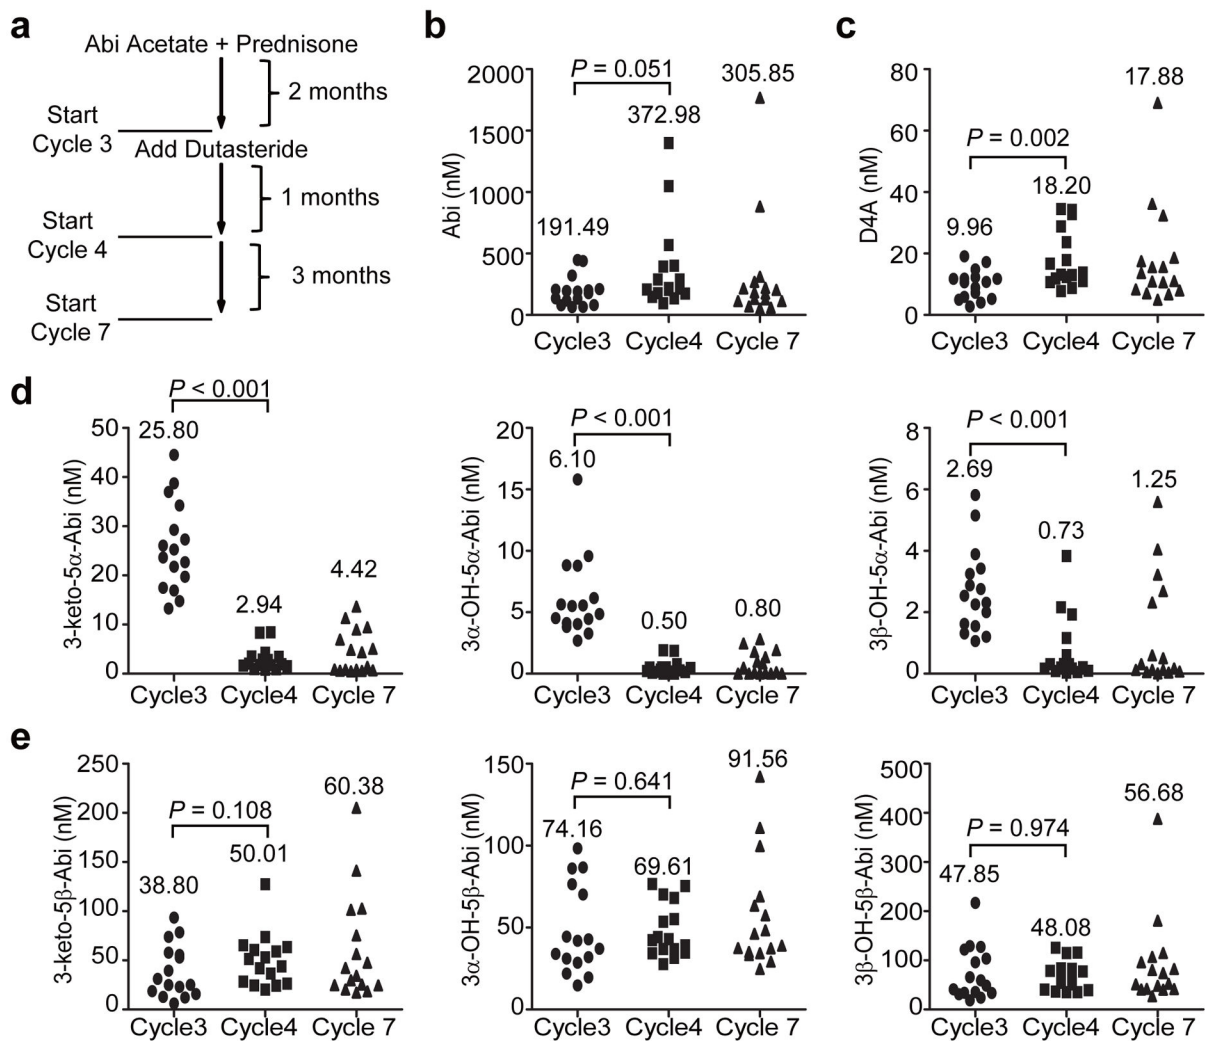 a
Abi Acetate + Prednisone
2 months
Start
Cycle 3
Add Dutasteride
1 months
Start
Cycle 4
3 months
Start
Cycle 7
b
Abi (nM)
2000
1500
1000
500
0
P = 0.051
191.49
372.98
305.85
Cycle3 Cycle4 Cycle 7
c
D4A (nM)
80
60
40
20
0
P = 0.002
9.96
18.20
17.88
Cycle3 Cycle4 Cycle 7
d
3-keto-5α-Abi (nM)
50
40
30
20
10
0
P < 0.001
25.80
2.94
4.42
Cycle3 Cycle4 Cycle 7
3α-OH-5α-Abi (nM)
20
15
10
5
0
P < 0.001
6.10
0.50
0.80
Cycle3 Cycle4 Cycle 7
3β-OH-5α-Abi (nM)
8
6
4
2
0
P < 0.001
2.69
0.73
1.25
Cycle3 Cycle4 Cycle 7
e
3-keto-5β-Abi (nM)
250
200
150
100
50
0
P = 0.108
38.80
50.01
60.38
Cycle3 Cycle4 Cycle 7
3α-OH-5β-Abi (nM)
150
100
50
0
P = 0.641
74.16
69.61
91.56
Cycle3 Cycle4 Cycle 7
3β-OH-5β-Abi (nM)
500
400
300
200
100
0
P = 0.974
47.85
48.08
56.68
Cycle3 Cycle4 Cycle 7